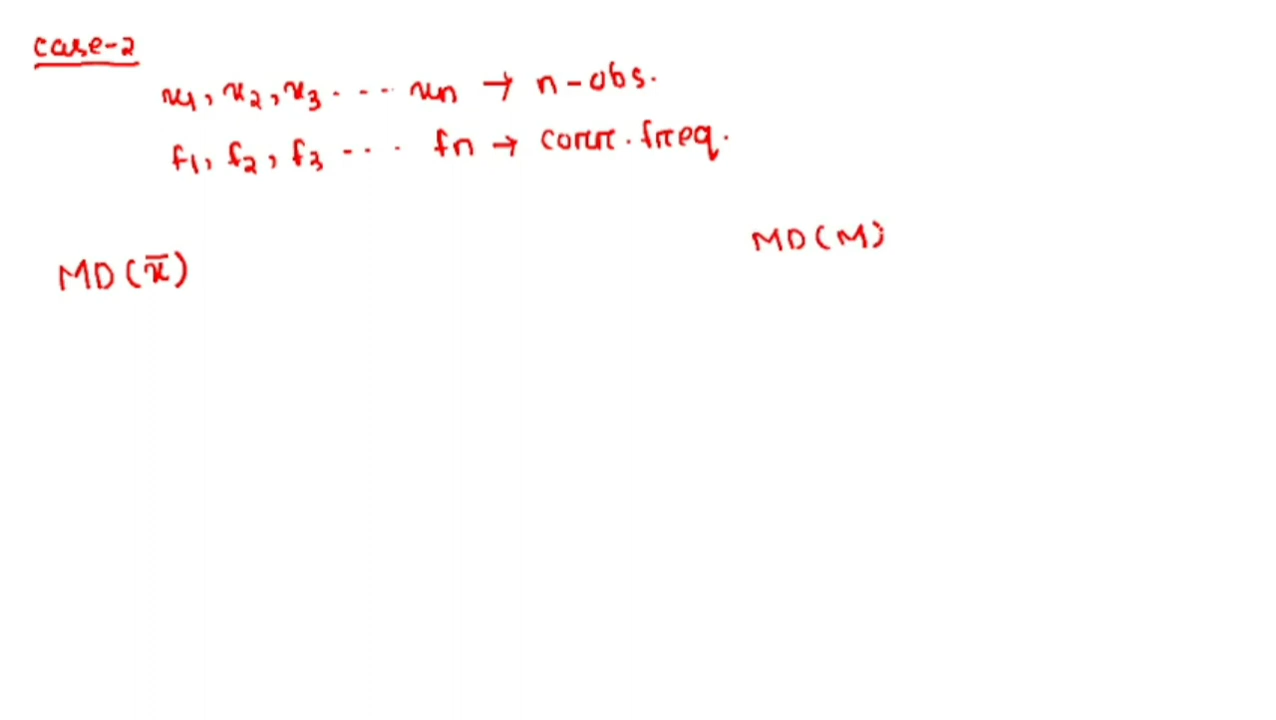 case-2
x1, x2, x3 . - - . xn → n-obs.
f1, f2, f3 - - . fn → corr. freq.
MD(M)
MD(x̄)